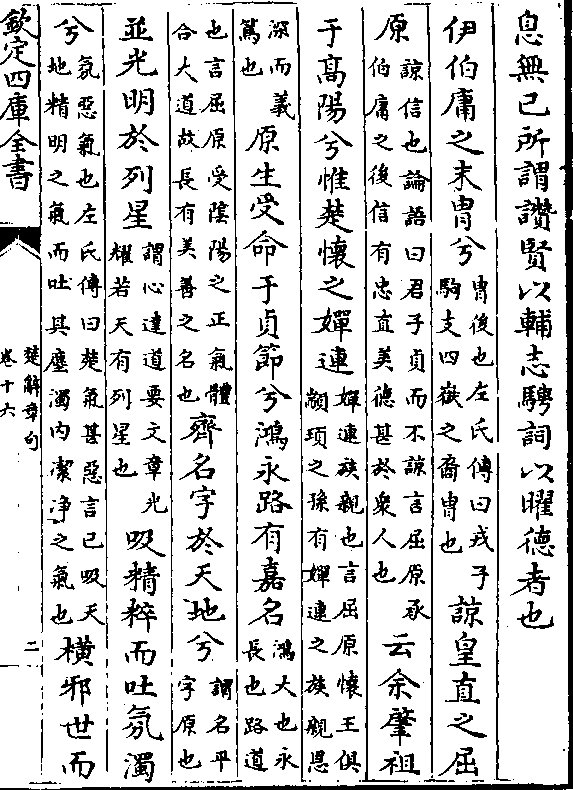 息無已所謂讚賢以輔志騁詞以曜德者也
伊伯庸之末胄兮胄後也左氏傳曰戎子駒支四嶽之裔胄也諒皇直之屈
原諒信也論語曰君子貞而不諒言屈原承伯庸之後信有忠直美德甚於衆人也云余肇祖
于髙陽兮惟楚懷之嬋連嬋連族親也言屈原懷王俱顓頊之孫有嬋連之族親恩
深而義篤也原生受命于貞節兮鴻永路有嘉名鴻大也永長也路道
也言屈原受陰陽之正氣體合大道故長有美善之名也齊名字於天地兮謂名平字原也
並光明於列星謂心達道要文章光耀若天有列星也吸精粹而吐氛濁
兮氛惡氣也左氏傳曰楚氣甚惡言己吸天地精明之氣而吐其塵濁内潔淨之氣也横邪世而
欽定四庫全書
楚辭章句
卷十六
二